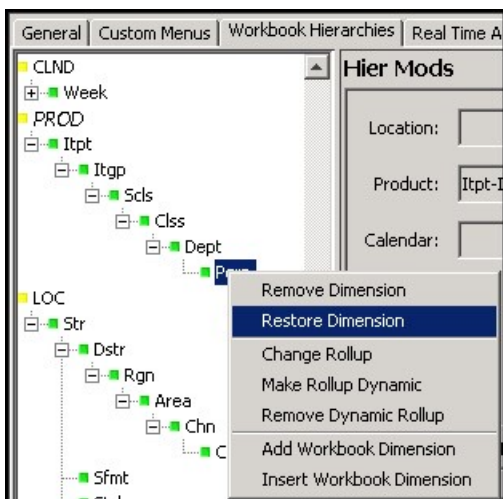 General
Custom Menus
Workbook Hierarchies
Real Time A
CLND
Week
PROD
Itpt
Itgp
Scls
Clss
Dept
LOC
Str
Dstr
Rgn
Area
Chn
C
Sfmt
Hier Mods
Location:
Product:
Itpt-I
Calendar:
Remove Dimension
Restore Dimension
Change Rollup
Make Rollup Dynamic
Remove Dynamic Rollup
Add Workbook Dimension
Insert Workbook Dimension